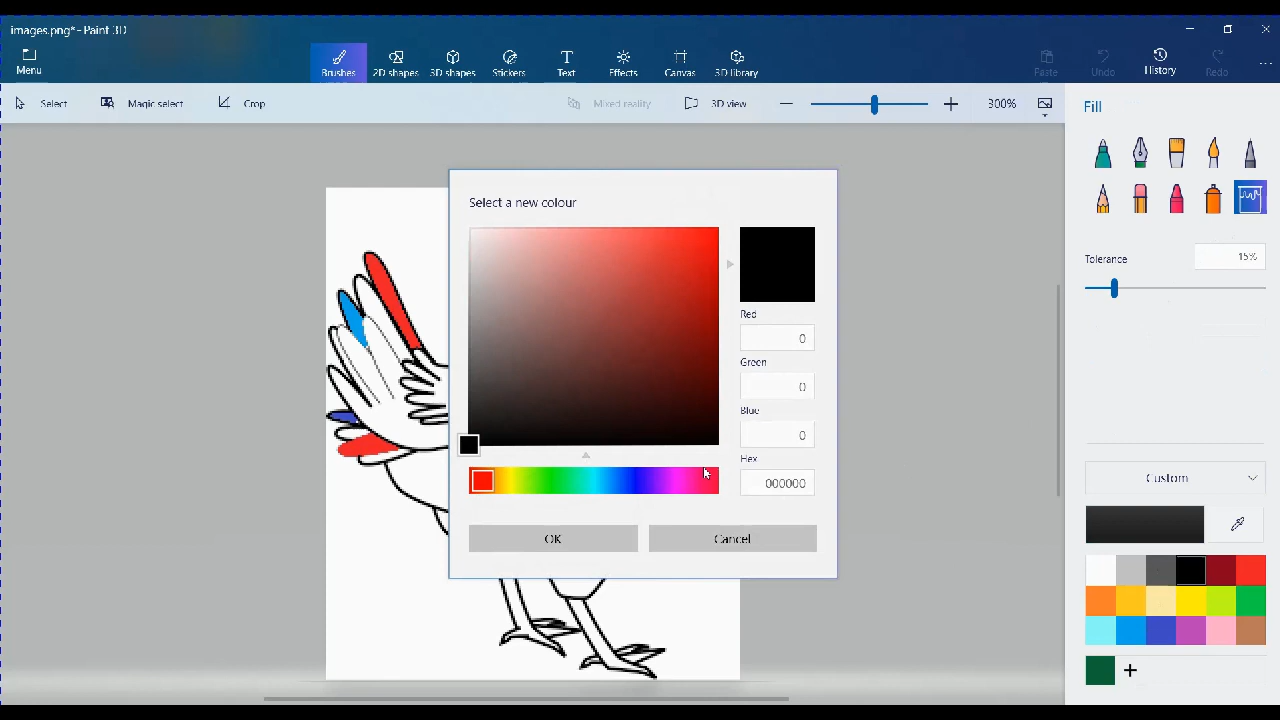 images.png* - Paint 3D
Menu
Brushes
2D shapes
3D shapes
Stickers
Text
Effects
Canvas
3D library
Paste
Undo
History
Redo
Select
Magic select
Crop
Mixed reality
3D view
300%
Fill
Tolerance
15%
Select a new colour
Red
0
Green
0
Blue
0
Hex
000000
OK
Cancel
Custom